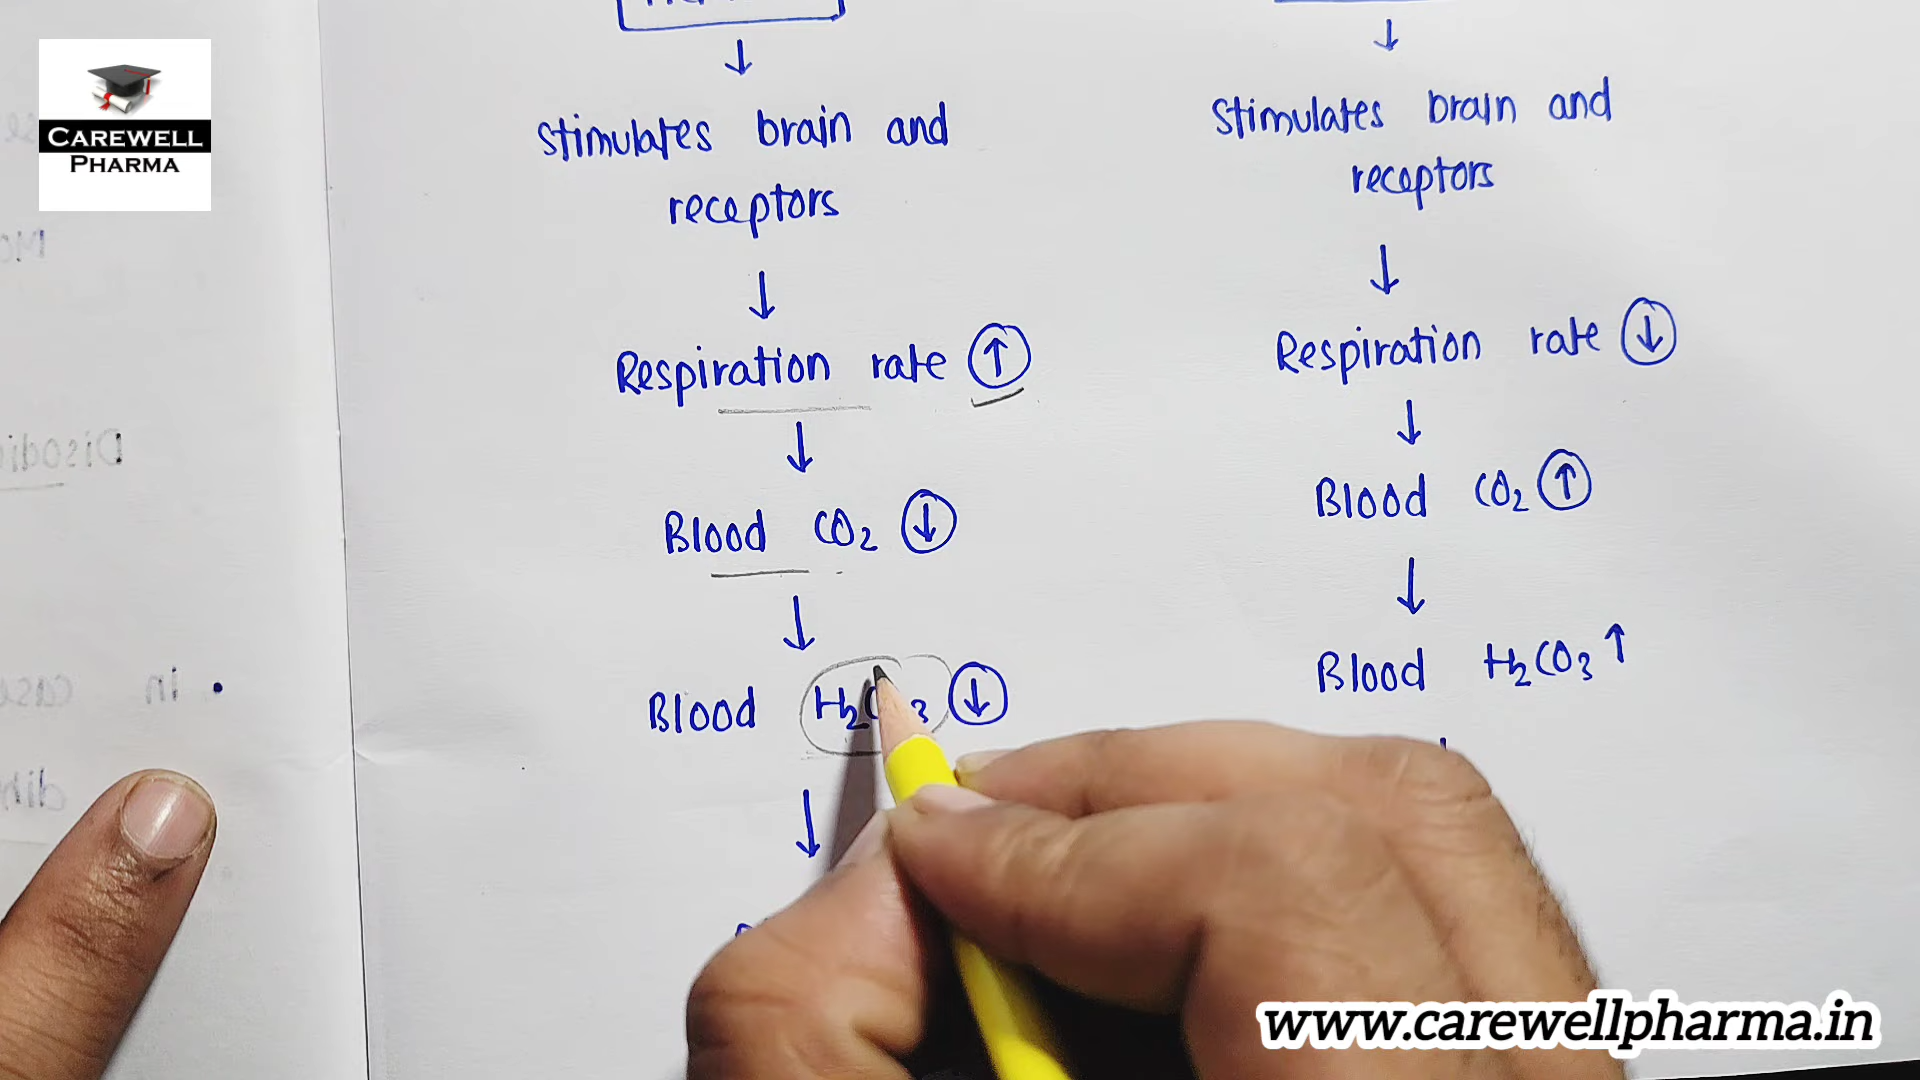 CAREWELL
PHARMA
Stimulates brain and
receptors
Respiration rate ↑
Blood CO₂ ↓
Blood H₂CO₃ ↓
Stimulates brain and
receptors
Respiration rate ↓
Blood CO₂ ↑
Blood H₂CO₃ ↑
www.carewellpharma.in